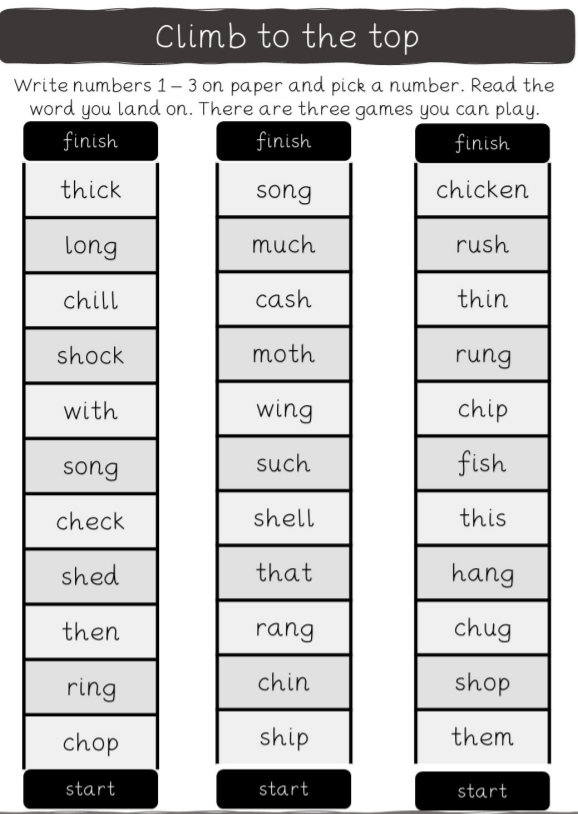 Climb to the top
Write numbers 1 – 3 on paper and pick a number. Read the
word you land on. There are three games you can play.
finish
thick
long
chill
shock
with
song
check
shed
then
ring
chop
start
finish
song
much
cash
moth
wing
such
shell
that
rang
chin
ship
start
finish
chicken
rush
thin
rung
chip
fish
this
hang
chug
shop
them
start